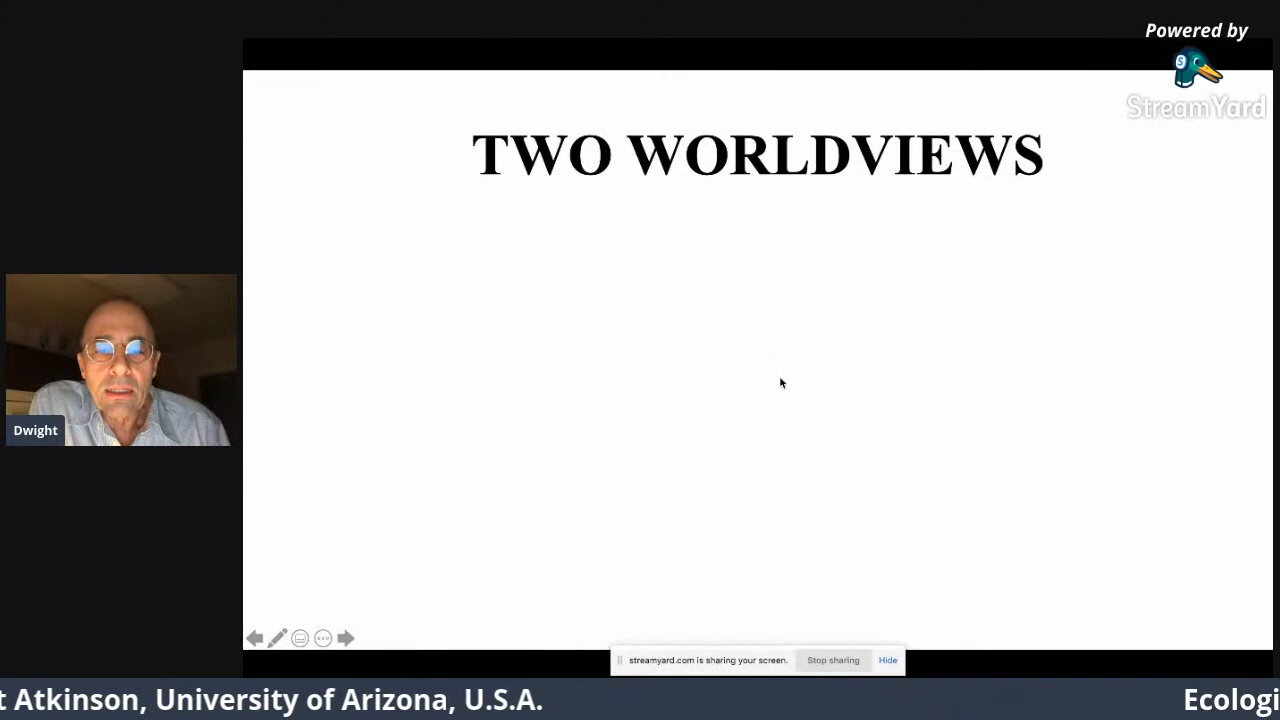 Powered by
StreamYard
TWO WORLDVIEWS
Dwight
streamyard.com is sharing your screen.
Stop sharing
Hide
t Atkinson, University of Arizona, U.S.A.
Ecologi